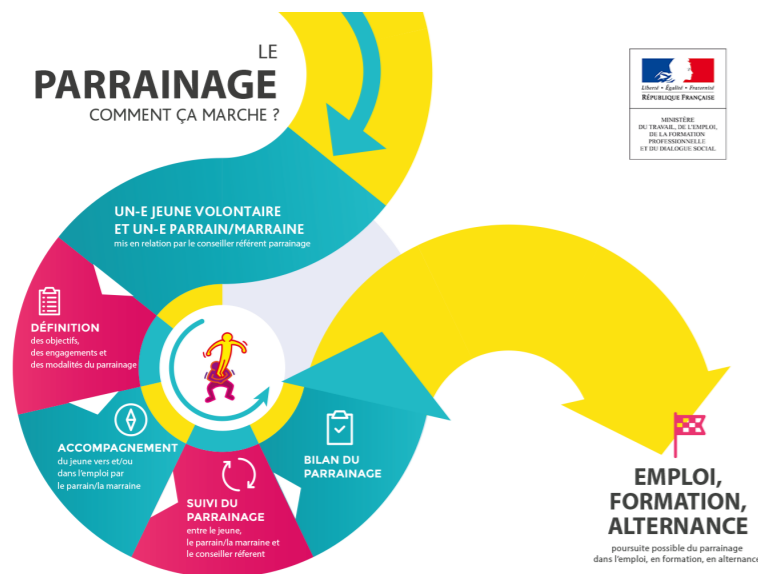 LE
PARRAINAGE
COMMENT ÇA MARCHE ?
Liberté • Égalité • Fraternité
RÉPUBLIQUE FRANÇAISE
MINISTÈRE
DU TRAVAIL, DE L'EMPLOI,
DE LA FORMATION
PROFESSIONNELLE
ET DU DIALOGUE SOCIAL
UN-E JEUNE VOLONTAIRE
ET UN-E PARRAIN/MARRAINE
mis en relation par le conseiller référent parrainage
DÉFINITION
des objectifs,
des engagements et
des modalités du parrainage
ACCOMPAGNEMENT
du jeune vers et/ou
dans l'emploi par
le parrain/la marraine
SUIVI DU
PARRAINAGE
entre le jeune,
le parrain/la marraine et
le conseiller réferent
BILAN DU
PARRAINAGE
EMPLOI,
FORMATION,
ALTERNANCE
poursuite possible du parrainage
dans l'emploi, en formation, en alternance